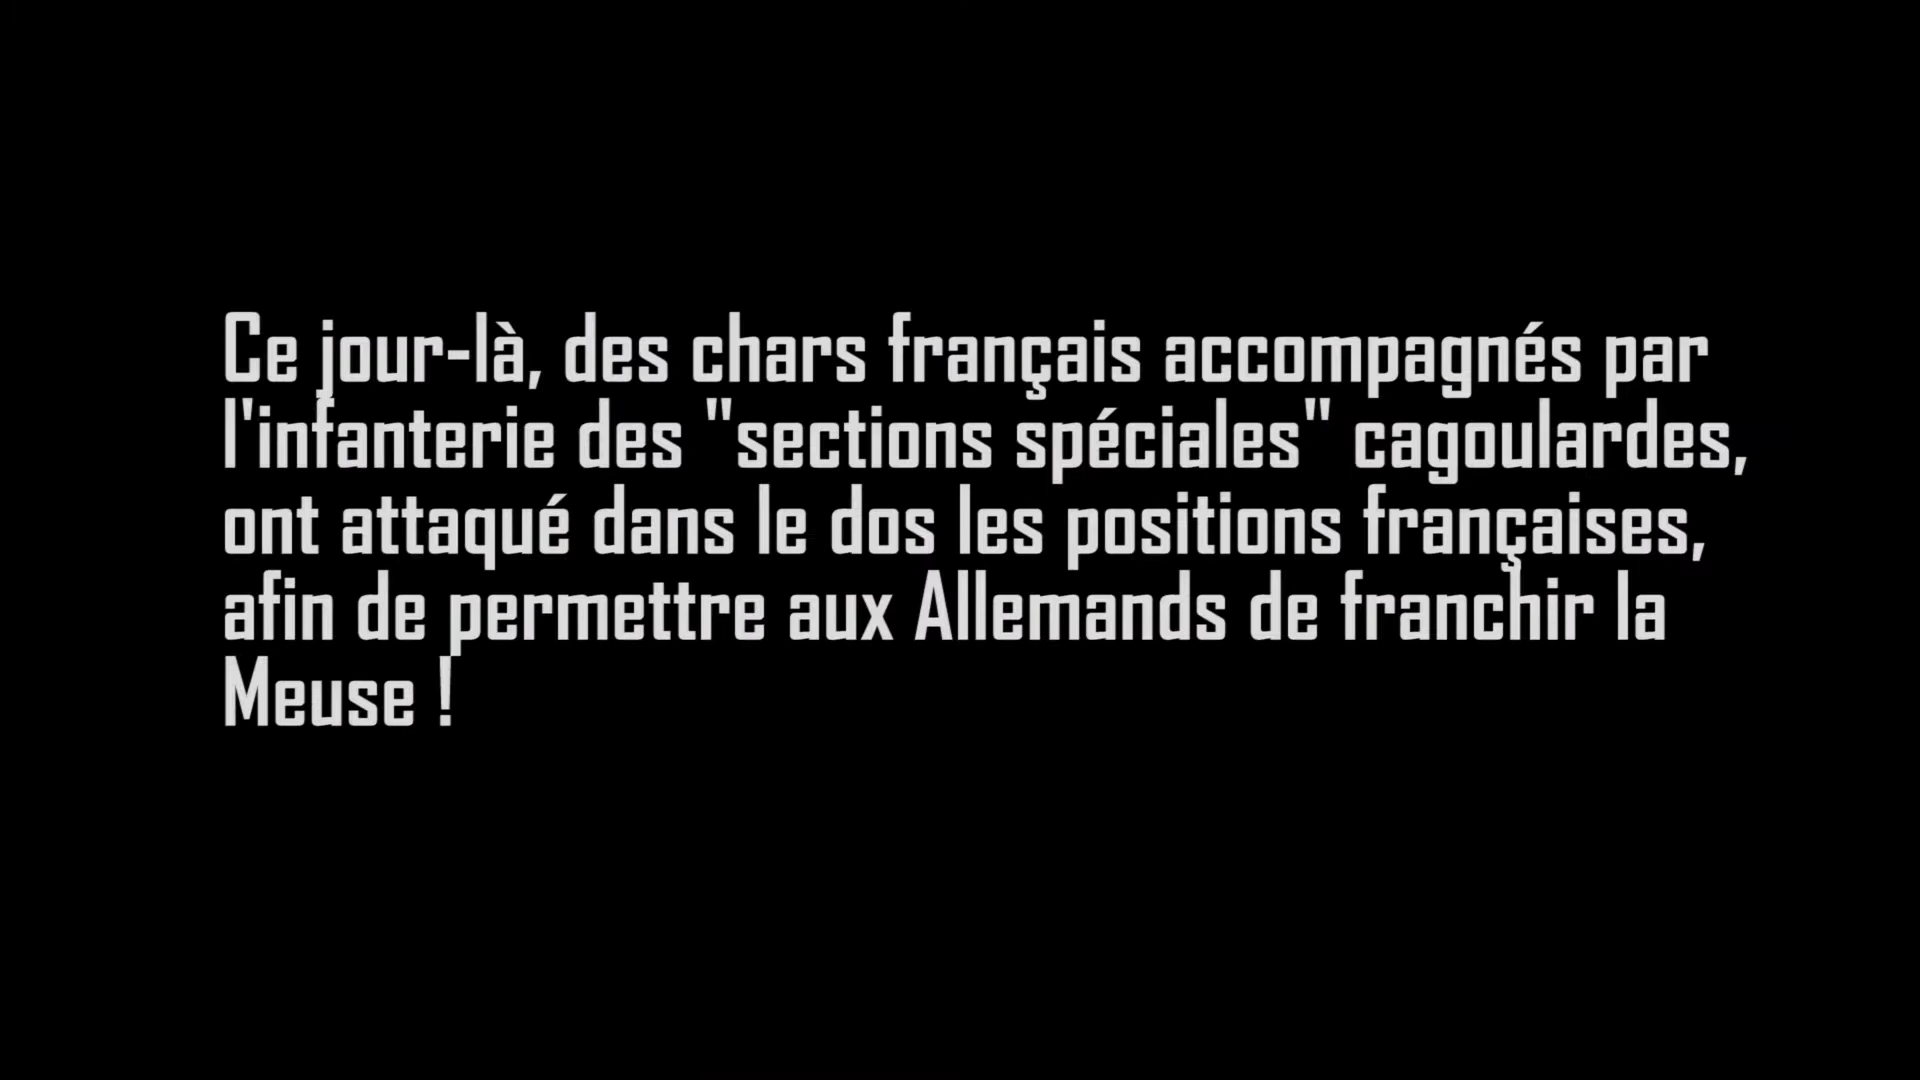 Ce jour-là, des chars français accompagnés par
l'infanterie des "sections spéciales" cagoulardes,
ont attaqué dans le dos les positions françaises,
afin de permettre aux Allemands de franchir la
Meuse !